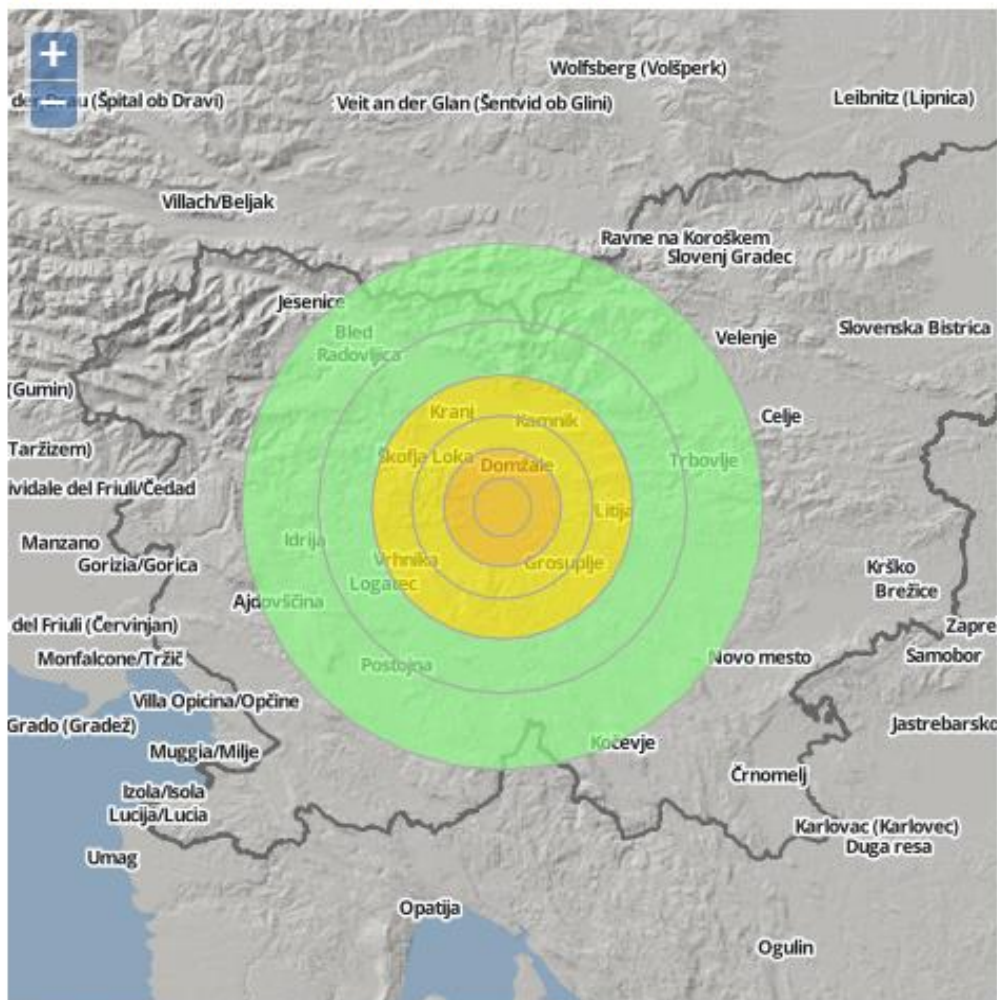 +
−
Wolfsberg (Volšperk)
der Drau (Špital ob Dravi)
Veit an der Glan (Šentvid ob Glini)
Leibnitz (Lipnica)
Villach/Beljak
Ravne na Koroškem
Slovenj Gradec
Jesenice
Bled
Radovljica
Velenje
Slovenska Bistrica
(Gumin)
Kranj
Kamnik
Celje
Taržizem)
Škofja Loka
Domžale
Trbovlje
ividale del Friuli/Čedad
Litija
Manzano
Idrija
Gorizia/Gorica
Vrhnika
Grosuplje
Krško
Logatec
Brežice
Ajdovščina
del Friuli (Červinjan)
Zapre
Monfalcone/Tržič
Postojna
Novo mesto
Samobor
Villa Opicina/Opčine
Grado (Gradež)
Jastrebarsko
Muggia/Milje
Kočevje
Črnomelj
Izola/Isola
Lucija/Lucia
Karlovac (Karlovec)
Duga resa
Umag
Opatija
Ogulin